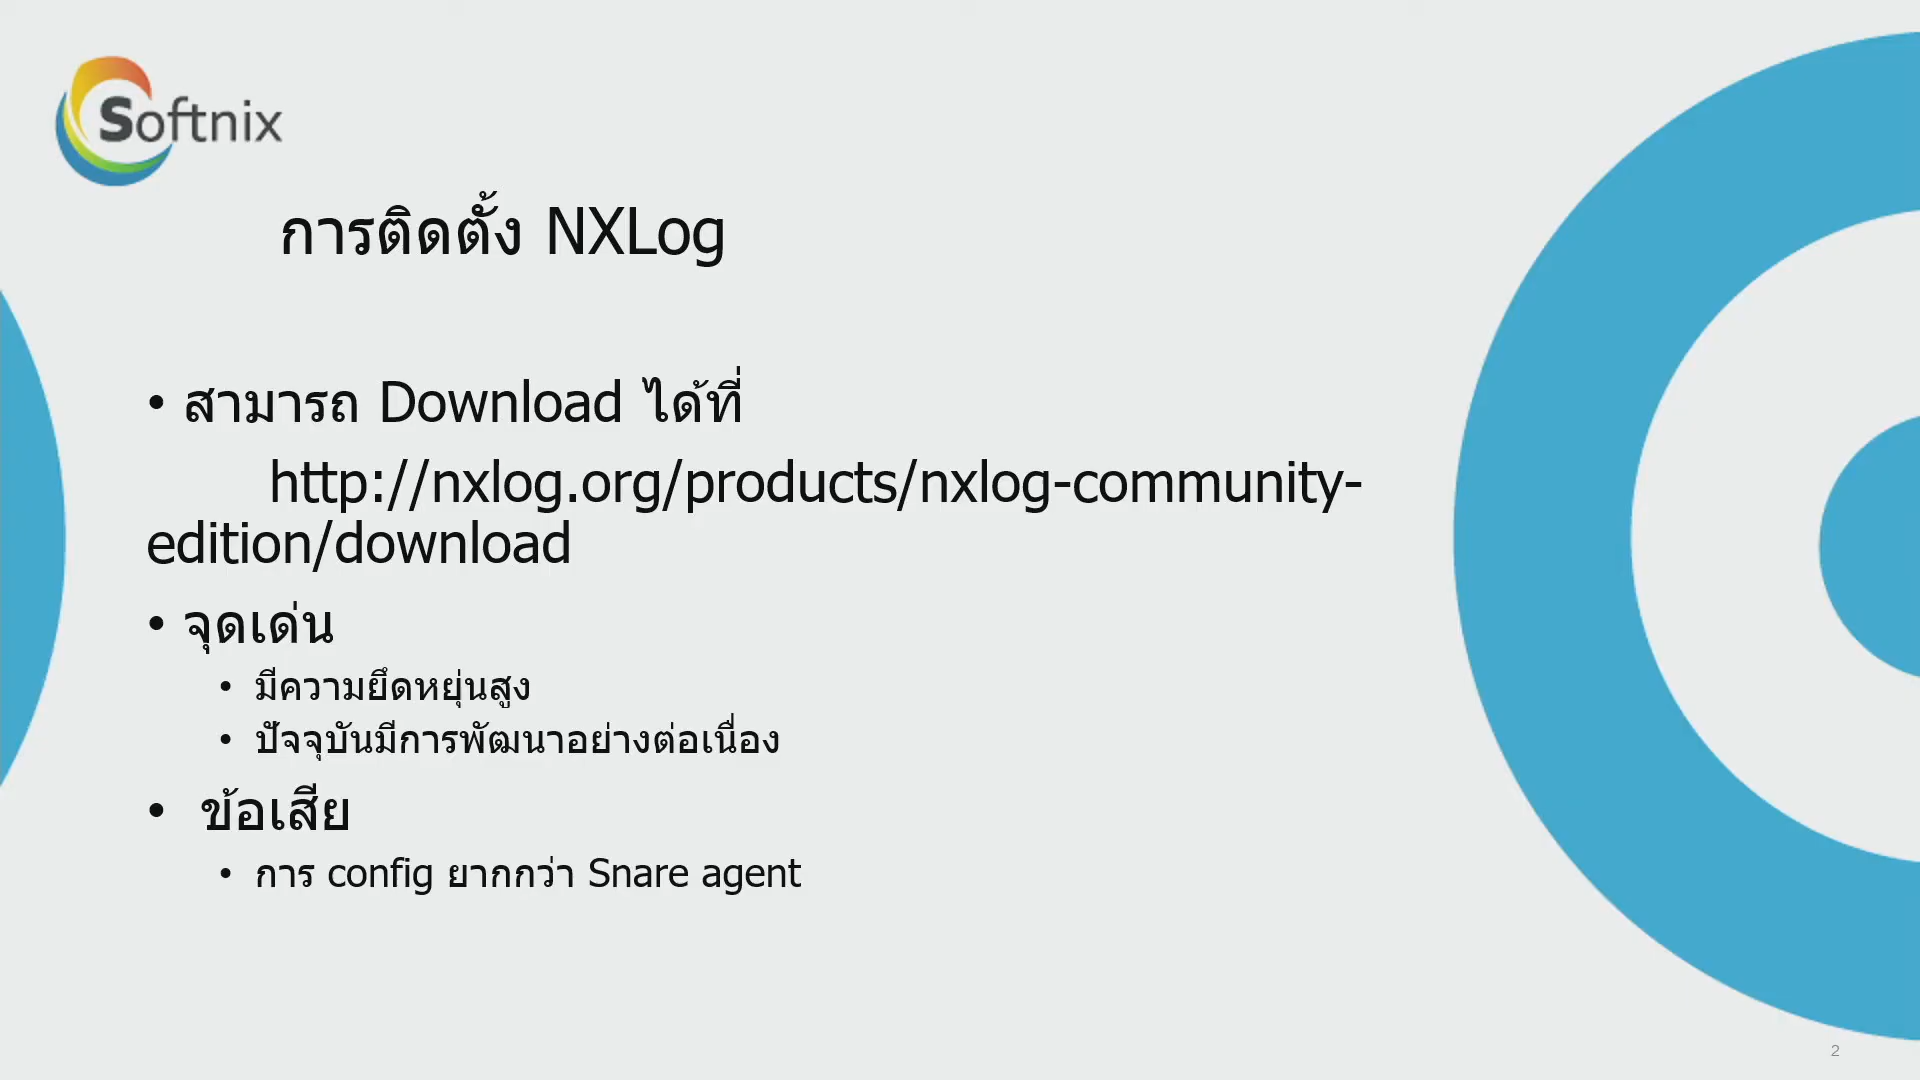 Softnix
การติดตั้ง NXLog
• สามารถ Download ได้ที่
http://nxlog.org/products/nxlog-community-
edition/download
• จุดเด่น
• มีความยึดหยุ่นสูง
• ปัจจุบันมีการพัฒนาอย่างต่อเนื่อง
• ข้อเสีย
• การ config ยากกว่า Snare agent
2